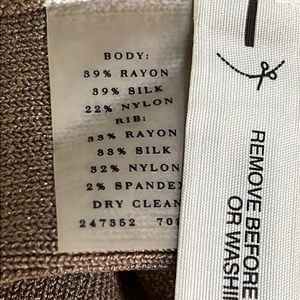 BODY:
39% RAYON
39% SILK
22% NYLON
RIB:
33% RAYON
33% SILK
32% NYLON
2% SPANDEX
DRY CLEAN
247352 701
REMOVE BEFORE
OR WASHI